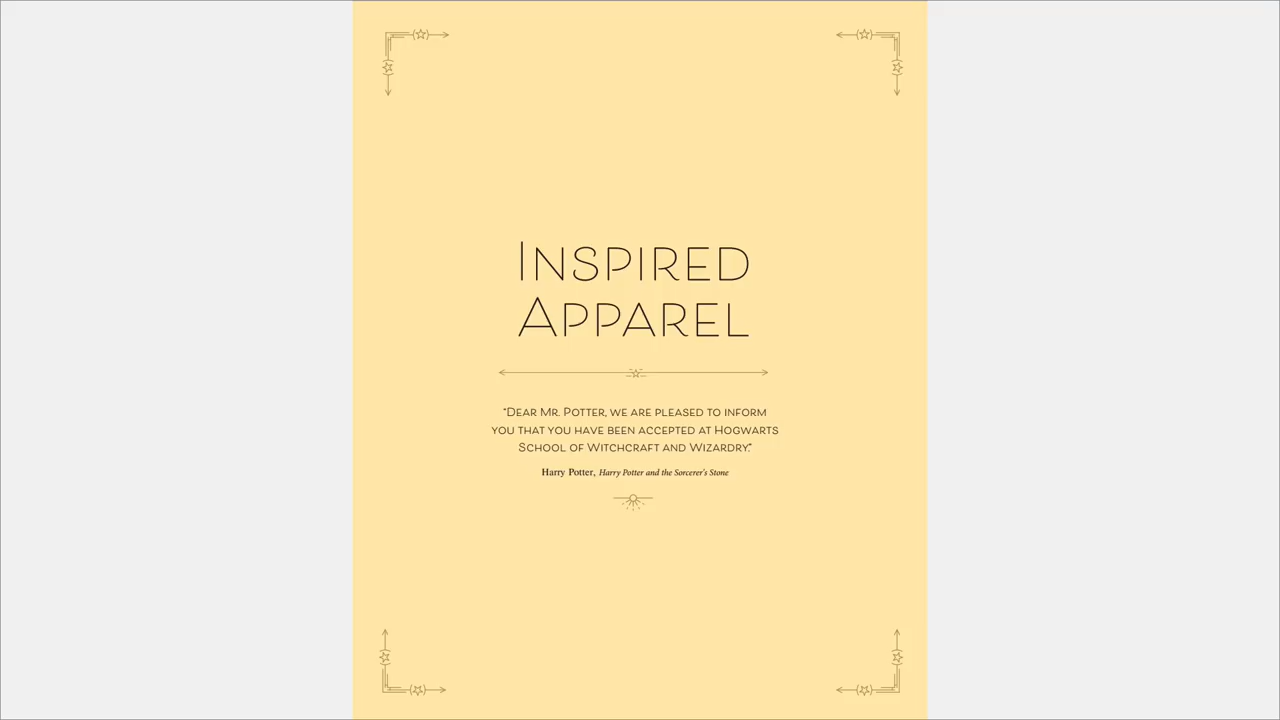 Inspired
Apparel
"Dear Mr. Potter, we are pleased to inform
you that you have been accepted at Hogwarts
School of Witchcraft and Wizardry."
Harry Potter, Harry Potter and the Sorcerer's Stone